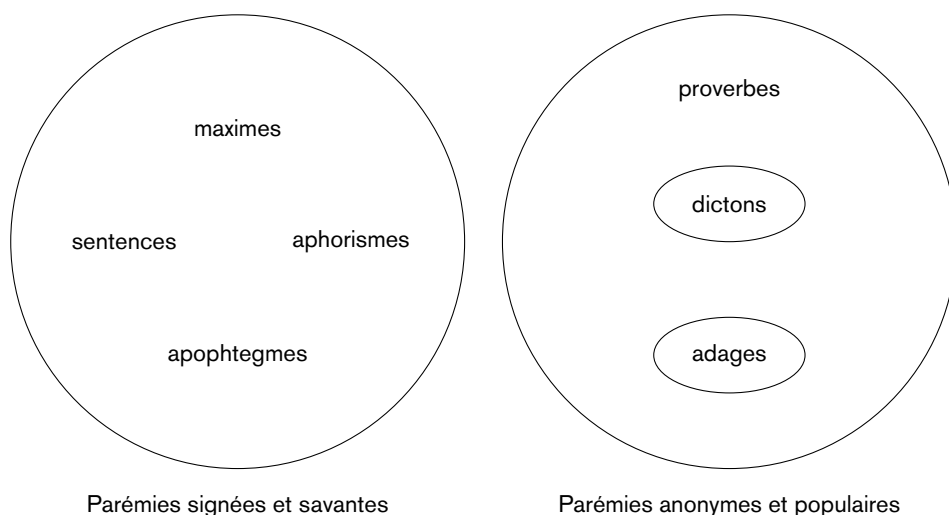 proverbes
maximes
dictons
sentences
aphorismes
apophtegmes
adages
Parémies signées et savantes
Parémies anonymes et populaires